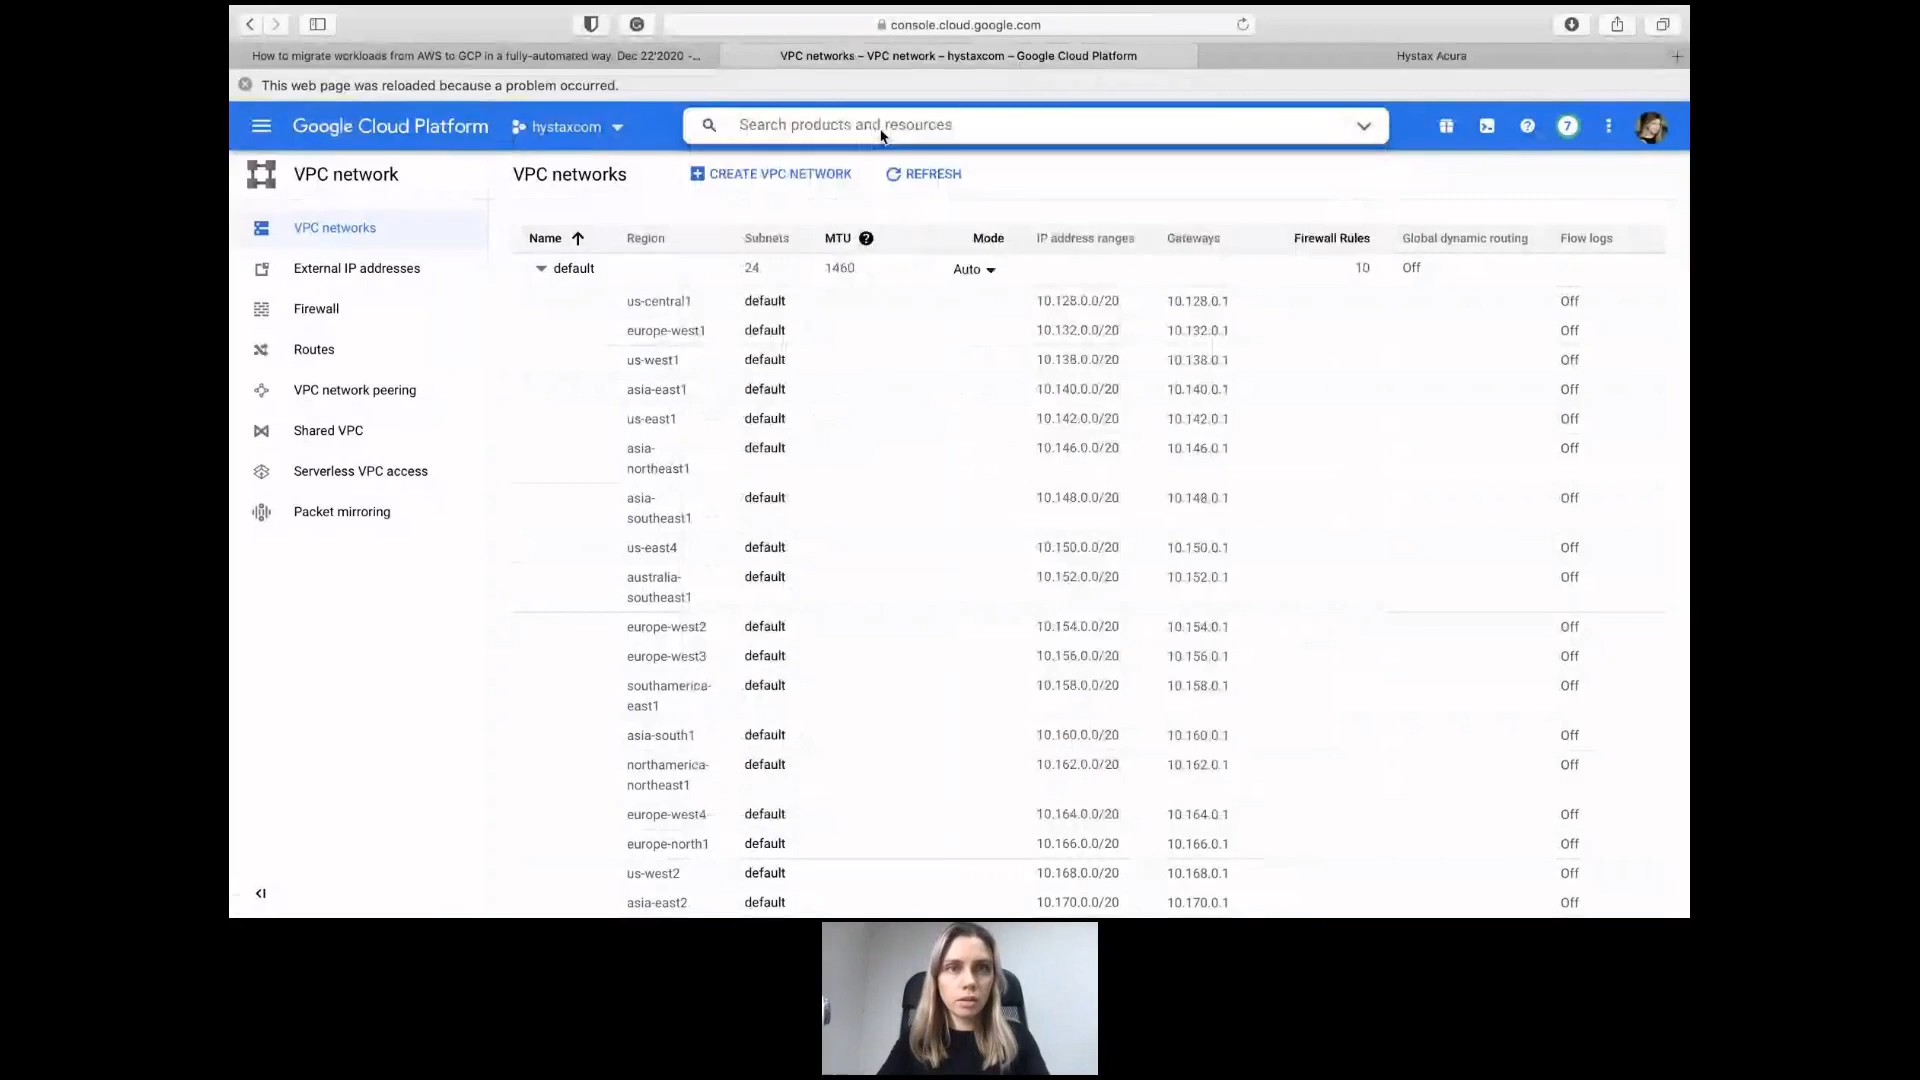 console.cloud.google.com
How to migrate workloads from AWS to GCP in a fully-automated way. Dec 22'2020 -...
VPC networks – VPC network – hystaxcom – Google Cloud Platform
Hystax Acura
This web page was reloaded because a problem occurred.
Google Cloud Platform
hystaxcom
Search products and resources
7
VPC network
VPC networks
External IP addresses
Firewall
Routes
VPC network peering
Shared VPC
Serverless VPC access
Packet mirroring
VPC networks CREATE VPC NETWORK REFRESH
Name Region Subnets MTU Mode IP address ranges Gateways Firewall Rules Global dynamic routing Flow logs
default 24 1460 Auto 10 Off
us-central1 default 10.128.0.0/20 10.128.0.1 Off
europe-west1 default 10.132.0.0/20 10.132.0.1 Off
us-west1 default 10.138.0.0/20 10.138.0.1 Off
asia-east1 default 10.140.0.0/20 10.140.0.1 Off
us-east1 default 10.142.0.0/20 10.142.0.1 Off
asia- default 10.146.0.0/20 10.146.0.1 Off
northeast1
asia- default 10.148.0.0/20 10.148.0.1 Off
southeast1
us-east4 default 10.150.0.0/20 10.150.0.1 Off
australia- default 10.152.0.0/20 10.152.0.1 Off
southeast1
europe-west2 default 10.154.0.0/20 10.154.0.1 Off
europe-west3 default 10.156.0.0/20 10.156.0.1 Off
southamerica- default 10.158.0.0/20 10.158.0.1 Off
east1
asia-south1 default 10.160.0.0/20 10.160.0.1 Off
northamerica- default 10.162.0.0/20 10.162.0.1 Off
northeast1
europe-west4 default 10.164.0.0/20 10.164.0.1 Off
europe-north1 default 10.166.0.0/20 10.166.0.1 Off
us-west2 default 10.168.0.0/20 10.168.0.1 Off
asia-east2 default 10.170.0.0/20 10.170.0.1 Off